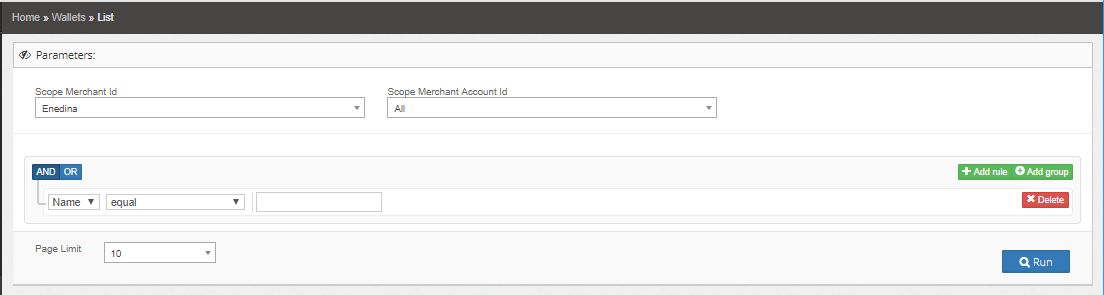 Home » Wallets » List
Parameters:
Scope Merchant Id Scope Merchant Account Id
Enedina All
AND OR Add rule Add group
Name equal Delete
Page Limit 10
Run